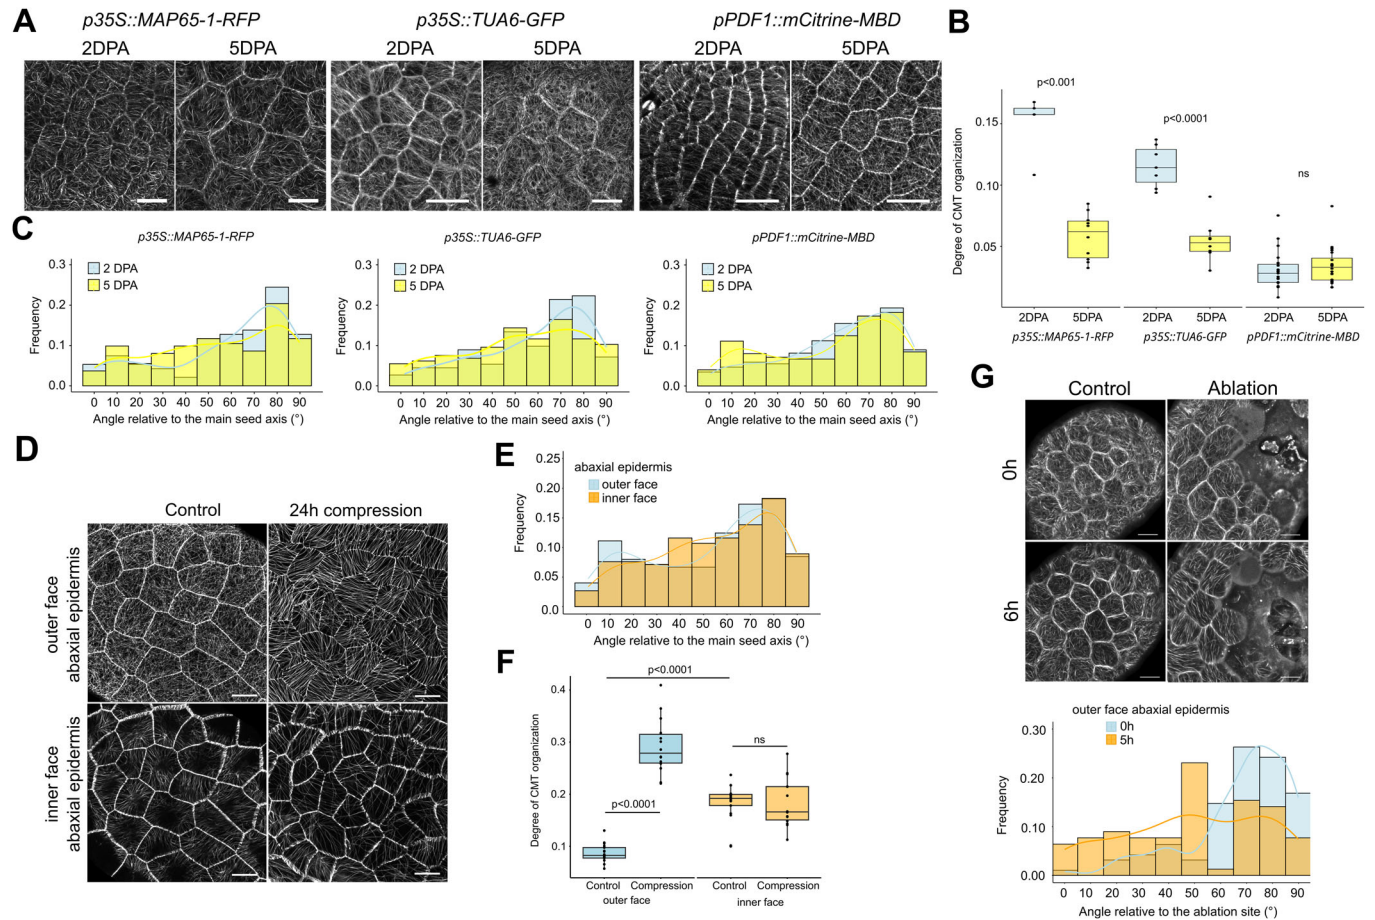 A
p35S::MAP65-1-RFP
p35S::TUA6-GFP
pPDF1::mCitrine-MBD
2DPA
5DPA
2DPA
5DPA
2DPA
5DPA
B
p<0.001
p<0.0001
ns
Degree of CMT organization
0.15
0.10
0.05
2DPA
5DPA
2DPA
5DPA
2DPA
5DPA
p35S::MAP65-1-RFP
p35S::TUA6-GFP
pPDF1::mCitrine-MBD
C
p35S::MAP65-1-RFP
2 DPA
5 DPA
Frequency
0.3
0.2
0.1
0.0
0 10 20 30 40 50 60 70 80 90
Angle relative to the main seed axis (°)
p35S::TUA6-GFP
2 DPA
5 DPA
Frequency
0.3
0.2
0.1
0.0
0 10 20 30 40 50 60 70 80 90
Angle relative to the main seed axis (°)
pPDF1::mCitrine-MBD
2 DPA
5 DPA
Frequency
0.3
0.2
0.1
0.0
0 10 20 30 40 50 60 70 80 90
Angle relative to the main seed axis (°)
D
Control
24h compression
outer face
abaxial epidermis
inner face
abaxial epidermis
E
abaxial epidermis
outer face
inner face
Frequency
0.25
0.20
0.15
0.10
0.05
0.0
0 10 20 30 40 50 60 70 80 90
Angle relative to the main seed axis (°)
F
p<0.0001
p<0.0001
ns
Degree of CMT organization
0.4
0.3
0.2
0.1
Control
Compression
Control
Compression
outer face
inner face
G
Control
Ablation
0h
6h
outer face abaxial epidermis
0h
5h
Frequency
0.30
0.10
0.00
0 10 20 30 40 50 60 70 80 90
Angle relative to the ablation site (°)